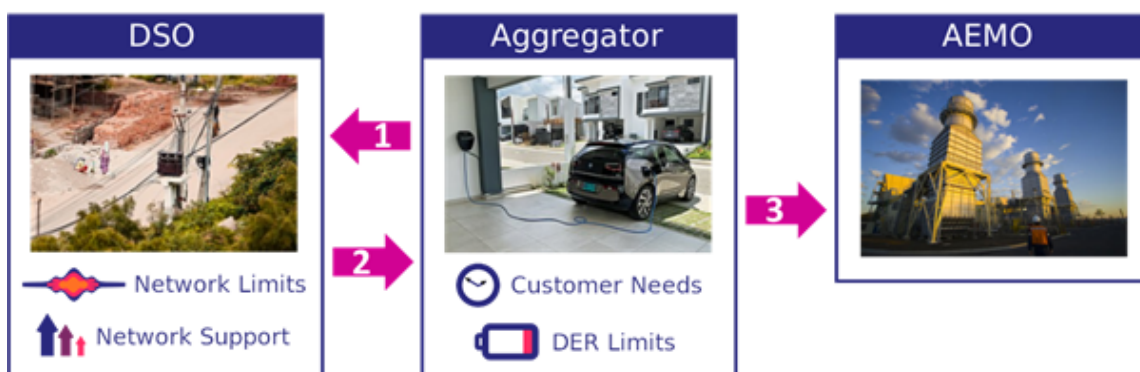 DSO
Network Limits
Network Support
1
2
Aggregator
Customer Needs
DER Limits
3
AEMO